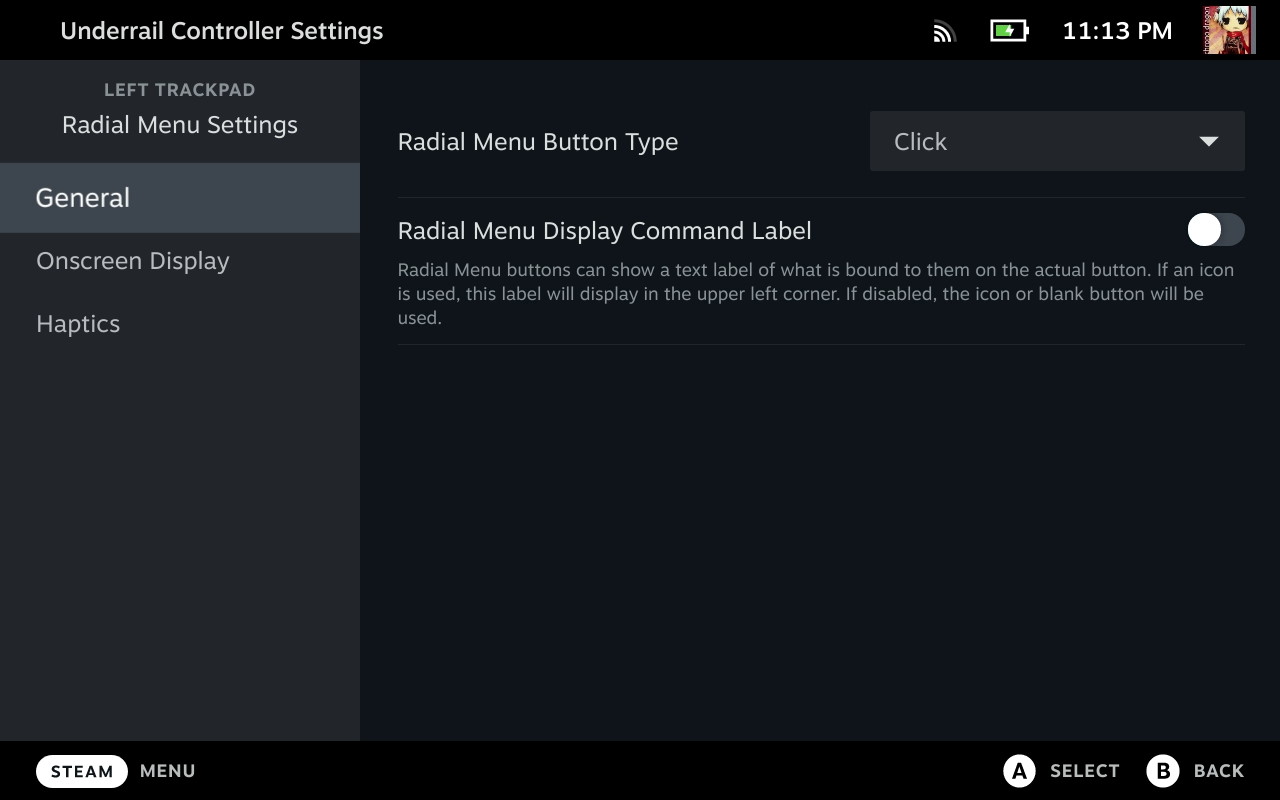 Underrail Controller Settings
11:13 PM
LEFT TRACKPAD
Radial Menu Settings
General
Onscreen Display
Haptics
Radial Menu Button Type
Click
Radial Menu Display Command Label
Radial Menu buttons can show a text label of what is bound to them on the actual button. If an icon
is used, this label will display in the upper left corner. If disabled, the icon or blank button will be
used.
STEAM MENU
A SELECT B BACK